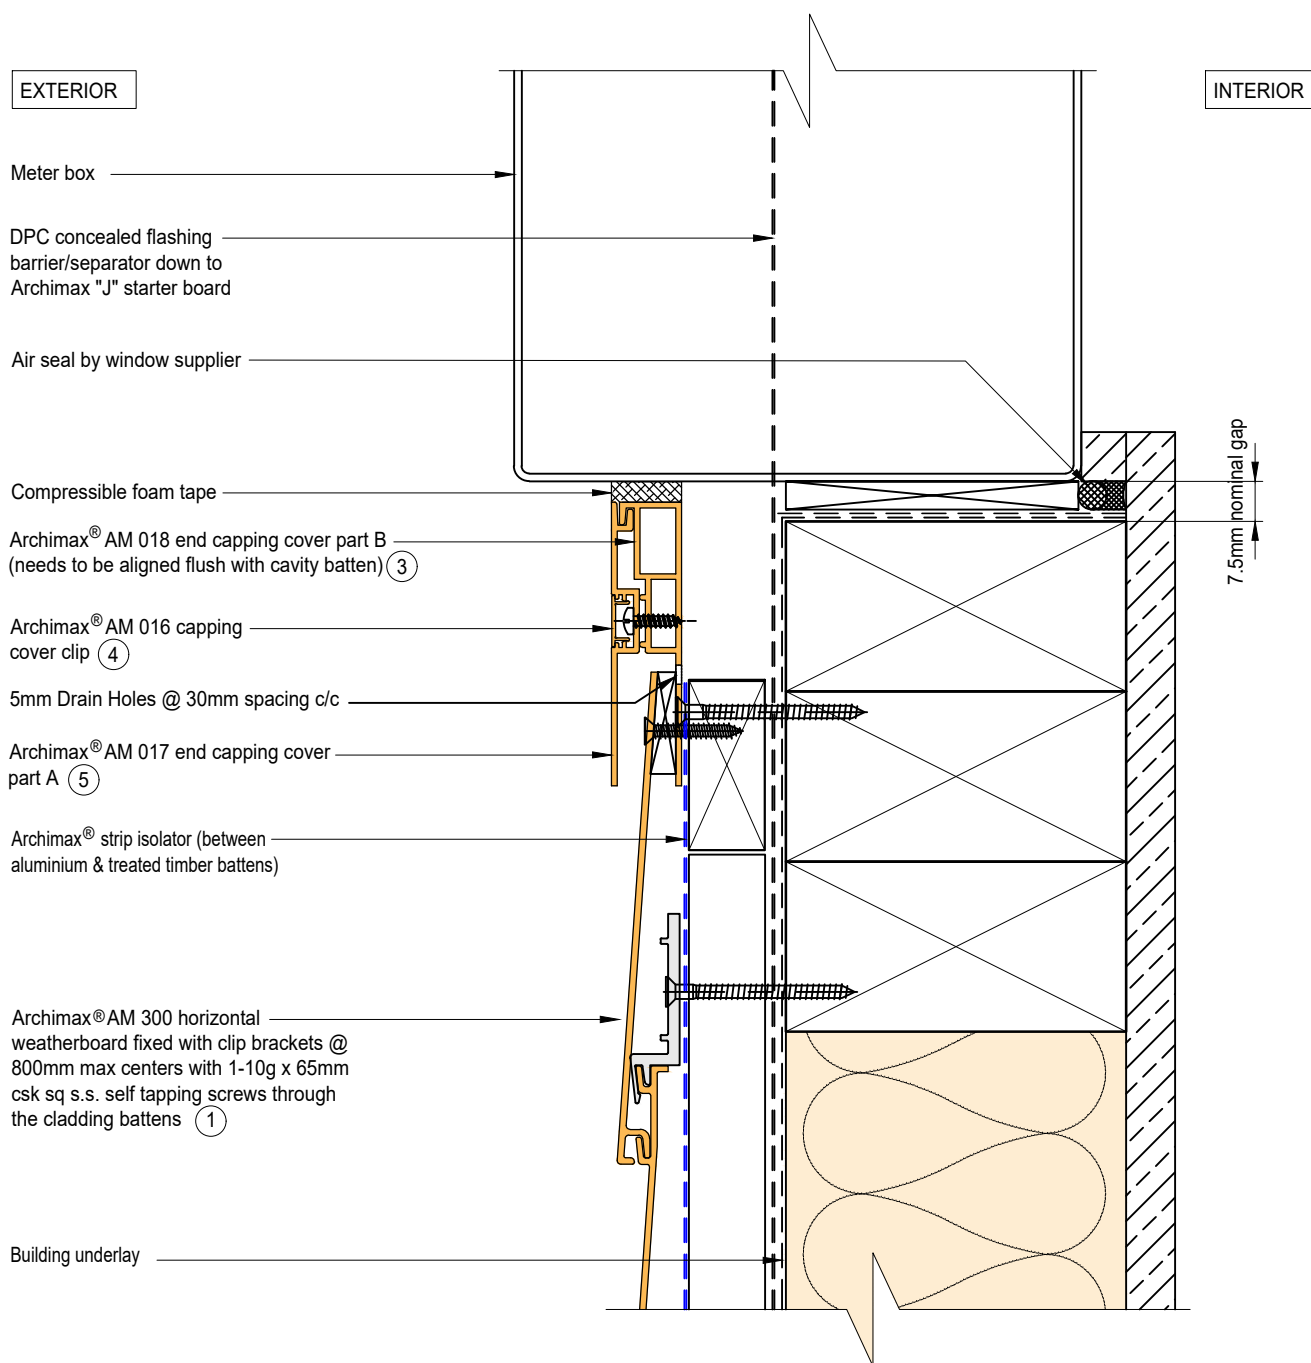 EXTERIOR
INTERIOR
Meter box
DPC concealed flashing
barrier/separator down to
Archimax "J" starter board
Air seal by window supplier
7.5mm nominal gap
Compressible foam tape
Archimax® AM 018 end capping cover part B
(needs to be aligned flush with cavity batten) 3
Archimax® AM 016 capping
cover clip 4
5mm Drain Holes @ 30mm spacing c/c
Archimax® AM 017 end capping cover
part A 5
Archimax® strip isolator (between
aluminium & treated timber battens)
Archimax® AM 300 horizontal
weatherboard fixed with clip brackets @
800mm max centers with 1-10g x 65mm
csk sq s.s. self tapping screws through
the cladding battens 1
Building underlay